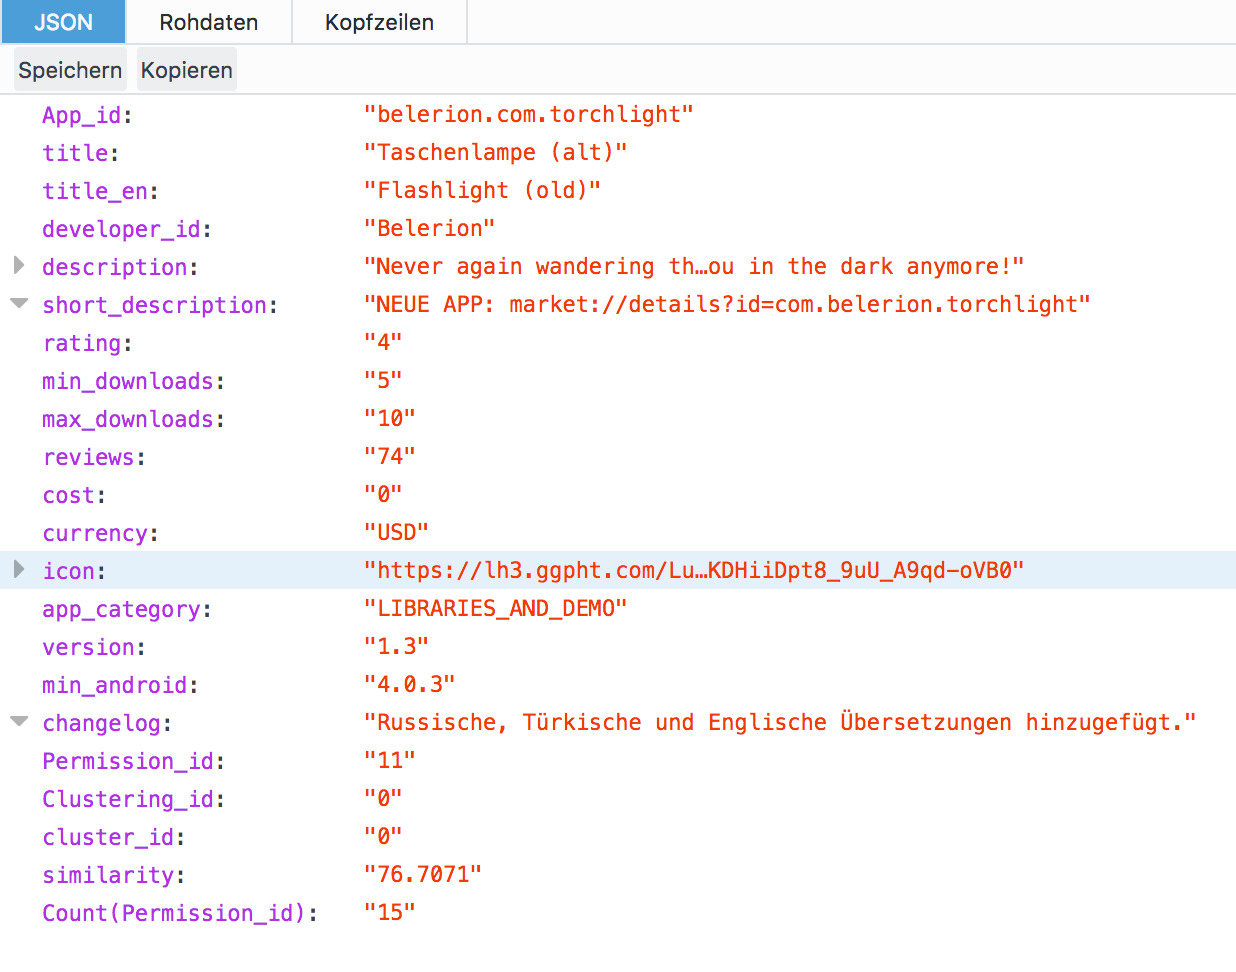 JSON Rohdaten Kopfzeilen
Speichern Kopieren
App_id: "belerion.com.torchlight"
title: "Taschenlampe (alt)"
title_en: "Flashlight (old)"
developer_id: "Belerion"
description: "Never again wandering th…ou in the dark anymore!"
short_description: "NEUE APP: market://details?id=com.belerion.torchlight"
rating: "4"
min_downloads: "5"
max_downloads: "10"
reviews: "74"
cost: "0"
currency: "USD"
icon: "https://lh3.ggpht.com/Lu…KDHiiDpt8_9uU_A9qd-oVB0"
app_category: "LIBRARIES_AND_DEMO"
version: "1.3"
min_android: "4.0.3"
changelog: "Russische, Türkische und Englische Übersetzungen hinzugefügt."
Permission_id: "11"
Clustering_id: "0"
cluster_id: "0"
similarity: "76.7071"
Count(Permission_id): "15"